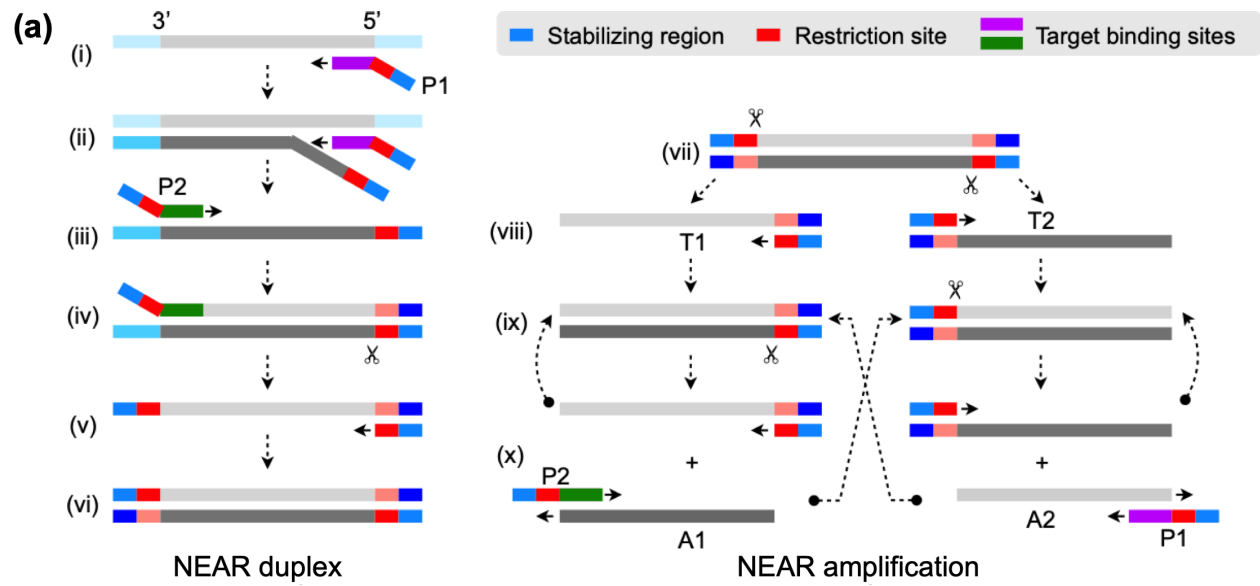 (a)
3’ 5’
(i)
P1
(ii)
P2
(iii)
(iv)
(v)
(vi)
NEAR duplex
Stabilizing region Restriction site Target binding sites
(vii)
(viii)
T1 T2
(ix)
(x)
P2 + +
A1 A2 P1
NEAR amplification